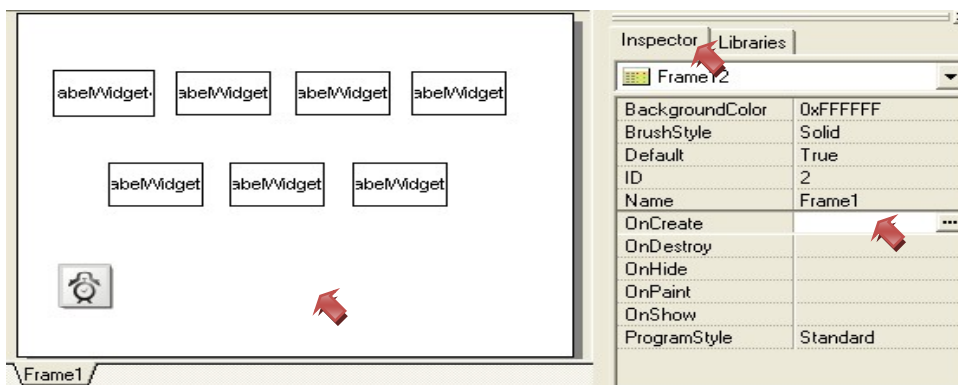 abelWidget
abelWidget
abelWidget
abelWidget
abelWidget
abelWidget
abelWidget
Frame1
Inspector
Libraries
Frame12
BackgroundColor 0xFFFFFF
BrushStyle Solid
Default True
ID 2
Name Frame1
OnCreate ...
OnDestroy
OnHide
OnPaint
OnShow
ProgramStyle Standard